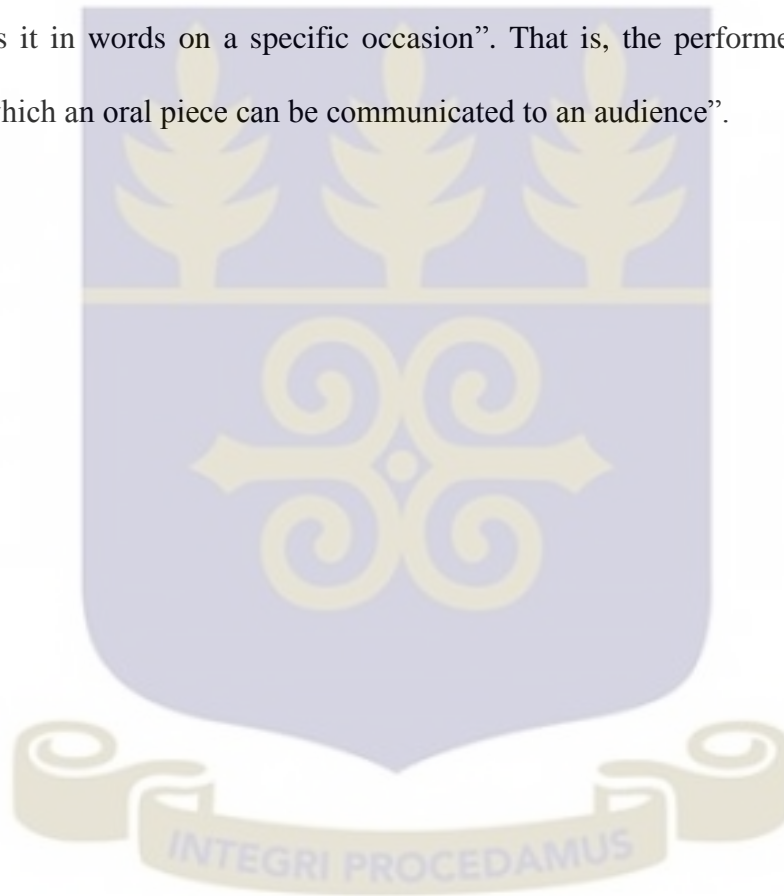 s it in words on a specific occasion”. That is, the performe
which an oral piece can be communicated to an audience”.
INTEGRI PROCEDAMUS